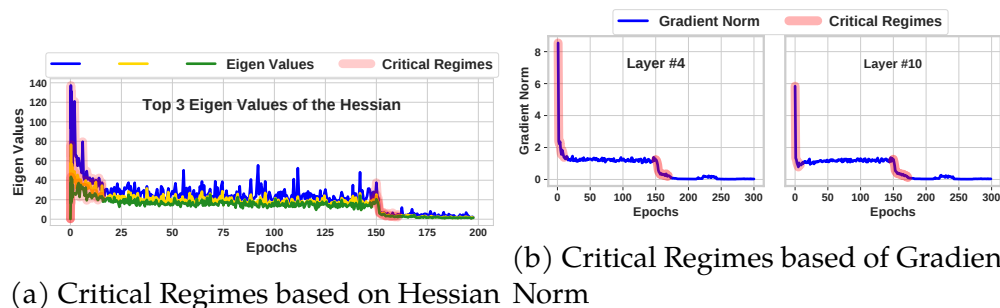 Eigen Values Critical Regimes
Top 3 Eigen Values of the Hessian
Eigen Values
140
120
100
80
60
40
20
0
0 25 50 75 100 125 150 175 200
Epochs
(a) Critical Regimes based on Hessian
Gradient Norm Critical Regimes
Layer #4
Layer #10
Gradient Norm
8
6
4
2
0
0 50 100 150 200 250 300
Epochs
0 50 100 150 200 250 300
Epochs
(b) Critical Regimes based of Gradien
Norm